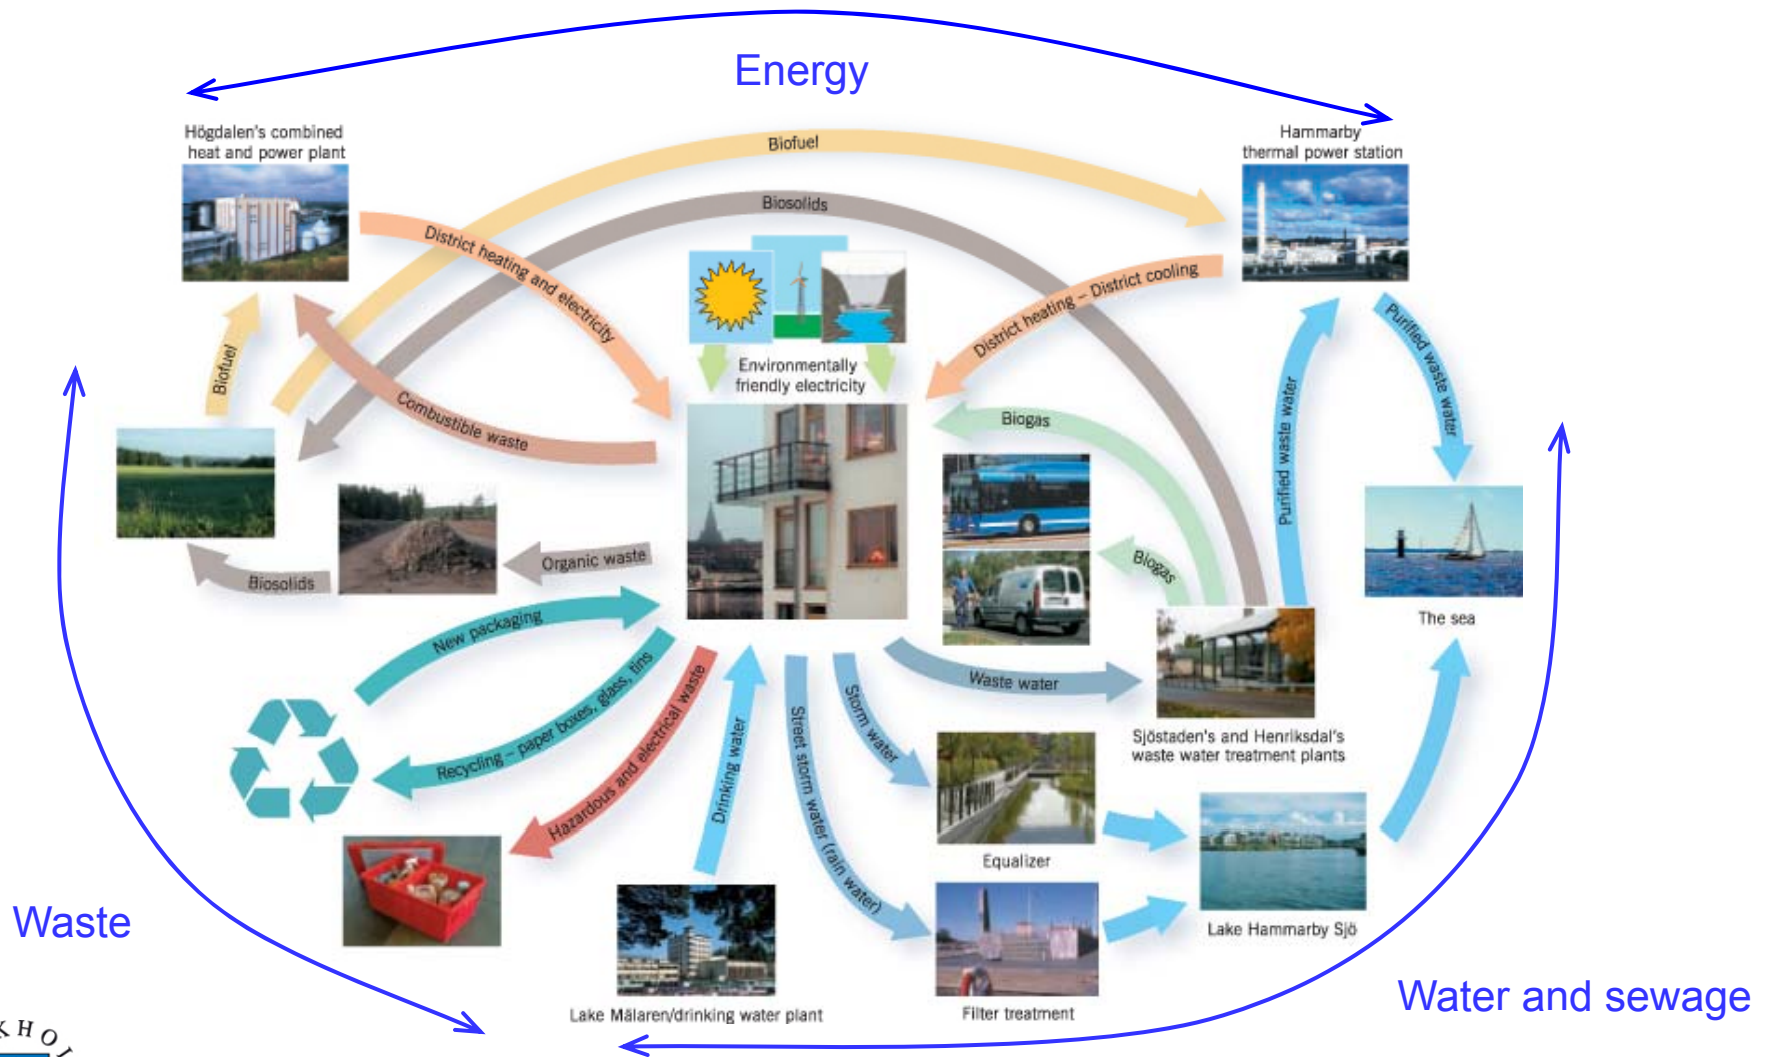 Energy
Högdalen's combined
heat and power plant
Hammarby
thermal power station
Biofuel
Biosolids
District heating and electricity
District heating – District cooling
Environmentally
friendly electricity
Biofuel
Combustible waste
Biogas
Purified waste water
Purified waste water
Organic waste
Biosolids
Biogas
The sea
New packaging
Recycling – paper boxes, glass, tins
Hazardous and electrical waste
Drinking water
Street storm water (rain water)
Storm water
Waste water
Sjöstaden's and Henriksdal's
waste water treatment plants
Equalizer
Lake Hammarby Sjö
Waste
Lake Mälaren/drinking water plant
Filter treatment
Water and sewage